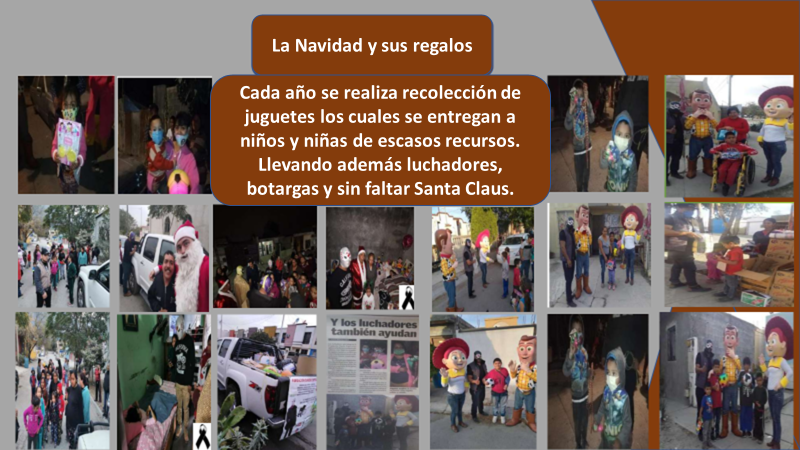 La Navidad y sus regalos
Cada año se realiza recolección de
juguetes los cuales se entregan a
niños y niñas de escasos recursos.
Llevando además luchadores,
botargas y sin faltar Santa Claus.
Y los luchadores
también ayudan